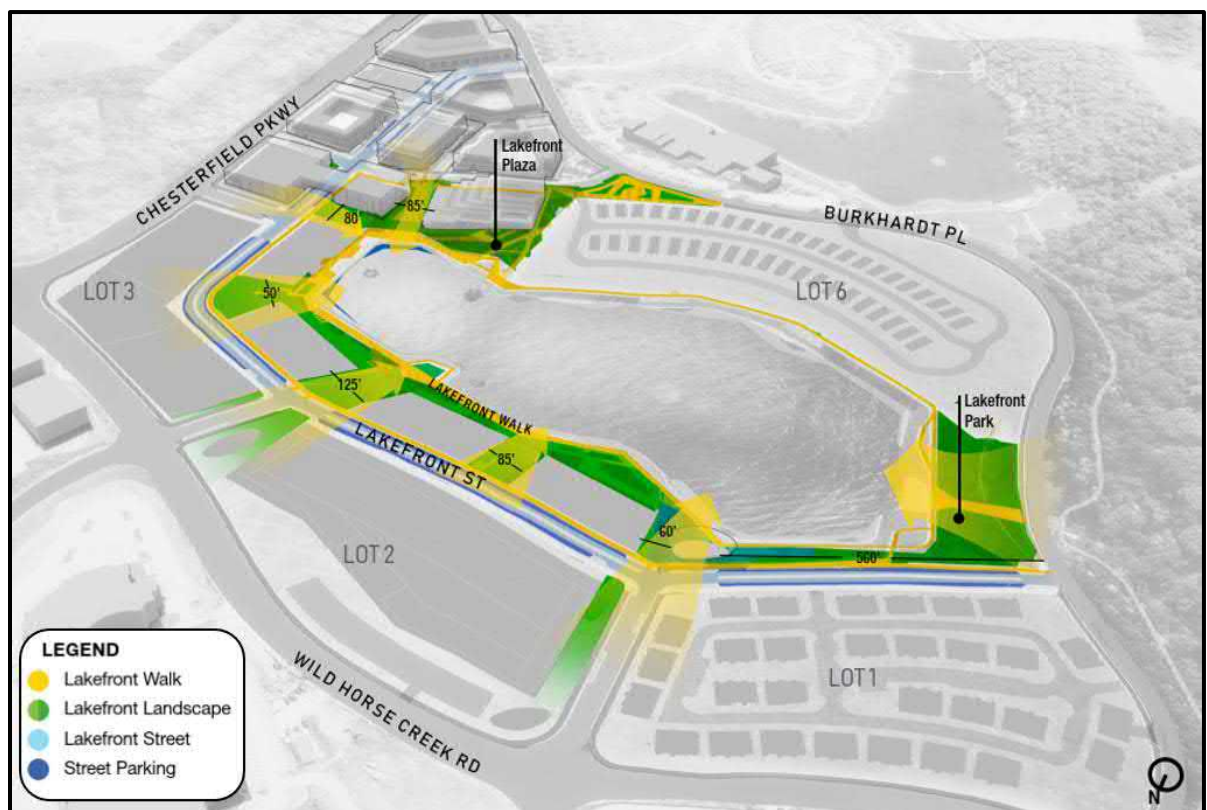 CHESTERFIELD PKWY
Lakefront
Plaza
80'
85'
BURKHARDT PL
LOT 3
50'
LOT 6
125'
LAKEFRONT WALK
Lakefront
Park
LAKEFRONT ST
85'
60'
LOT 2
560'
LEGEND
Lakefront Walk
Lakefront Landscape
Lakefront Street
Street Parking
WILD HORSE CREEK RD
LOT 1
N